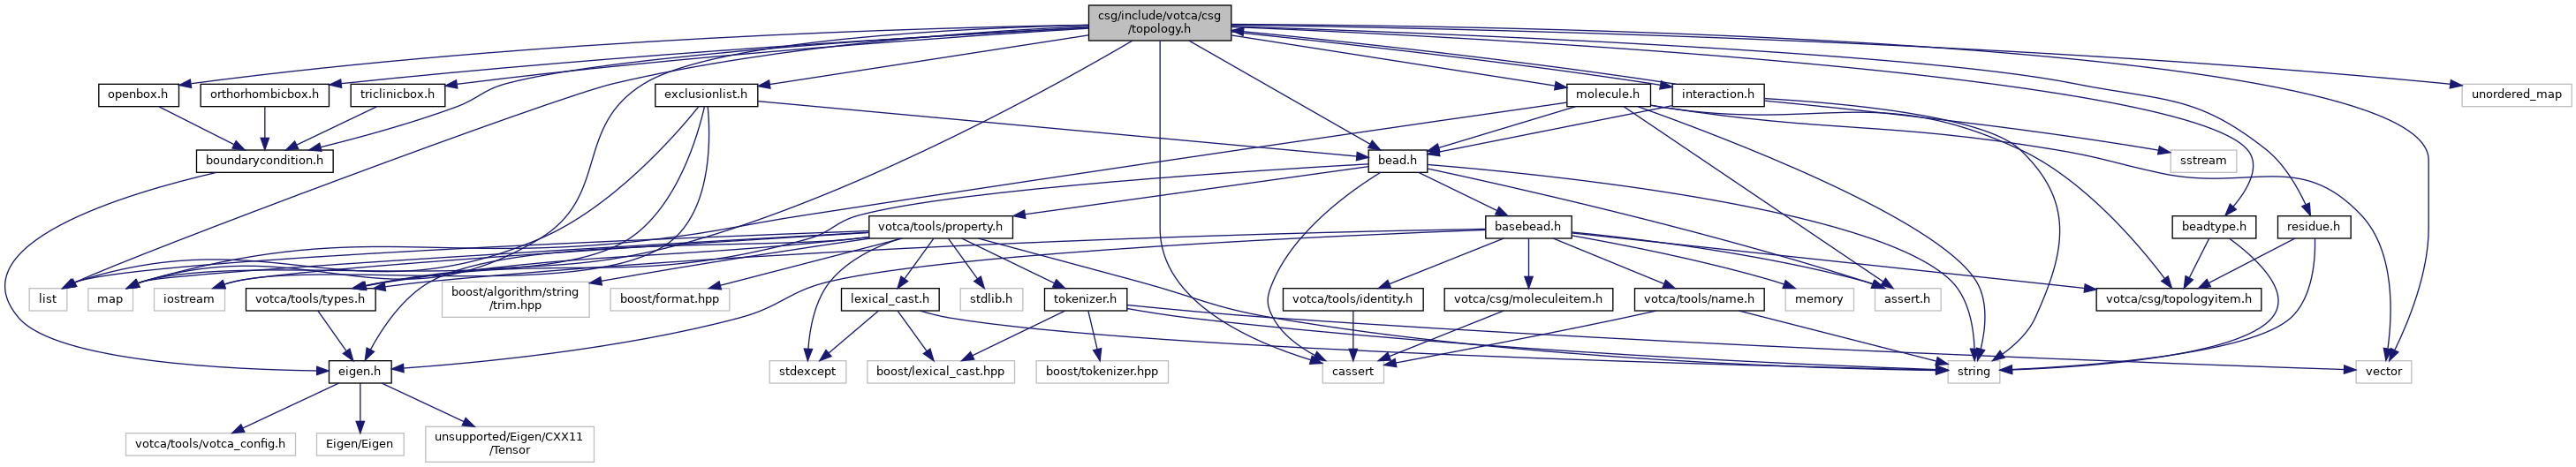 csg/include/votca/csg
/topology.h
openbox.h
orthorhombicbox.h
triclinicbox.h
exclusionlist.h
molecule.h
interaction.h
unordered_map
boundarycondition.h
bead.h
sstream
votca/tools/property.h
basebead.h
beadtype.h
residue.h
list
map
iostream
votca/tools/types.h
boost/algorithm/string
/trim.hpp
boost/format.hpp
lexical_cast.h
stdlib.h
tokenizer.h
votca/tools/identity.h
votca/csg/moleculeitem.h
votca/tools/name.h
memory
assert.h
votca/csg/topologyitem.h
eigen.h
stdexcept
boost/lexical_cast.hpp
boost/tokenizer.hpp
cassert
string
vector
votca/tools/votca_config.h
Eigen/Eigen
unsupported/Eigen/CXX11
/Tensor